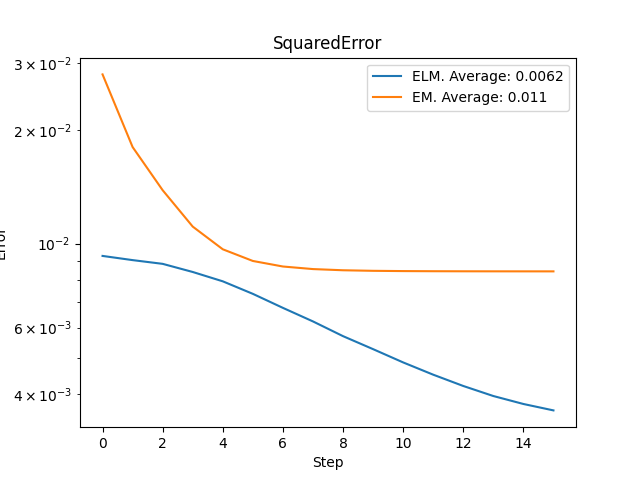 SquaredError
ELM. Average: 0.0062
EM. Average: 0.011
3 × 10⁻²
2 × 10⁻²
10⁻²
6 × 10⁻³
4 × 10⁻³
0 2 4 6 8 10 12 14
Step